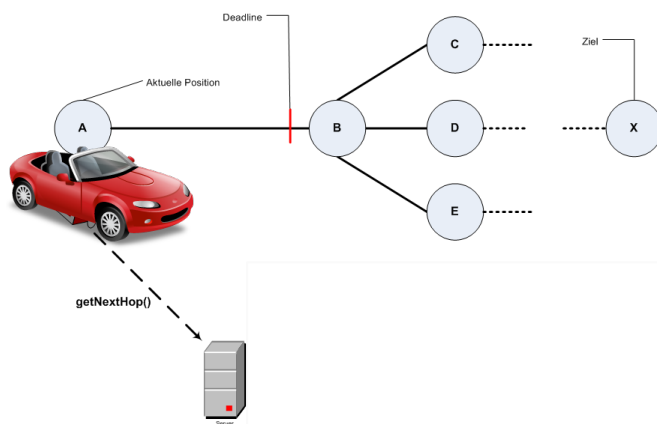 Deadline
Ziel
Aktuelle Position
C
A
B
D
X
E
getNextHop()
Server